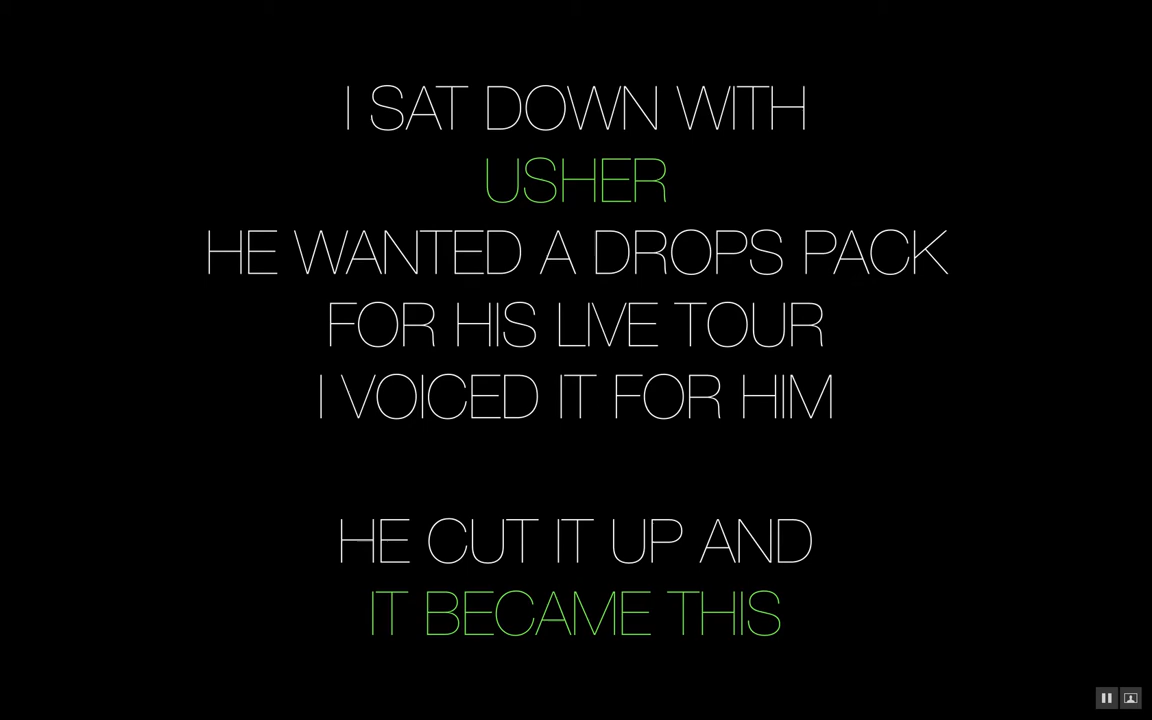 I SAT DOWN WITH
USHER
HE WANTED A DROPS PACK
FOR HIS LIVE TOUR
I VOICED IT FOR HIM
HE CUT IT UP AND
IT BECAME THIS